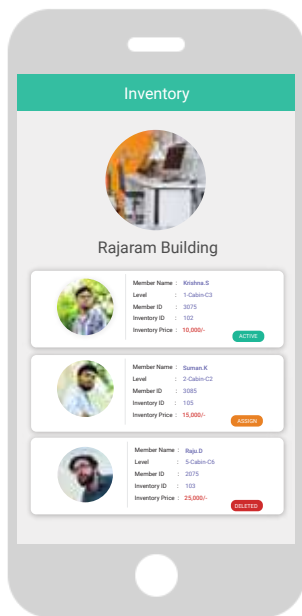 Inventory
Rajaram Building
Member Name : Krishna.S
Level : 1-Cabin-C3
Member ID : 3075
Inventory ID : 102
Inventory Price : 10,000/-
ACTIVE
Member Name : Suman.K
Level : 2-Cabin-C2
Member ID : 3085
Inventory ID : 105
Inventory Price : 15,000/-
ASSIGN
Member Name : Raju.D
Level : 5-Cabin-C6
Member ID : 2075
Inventory ID : 103
Inventory Price : 25,000/-
DELETED